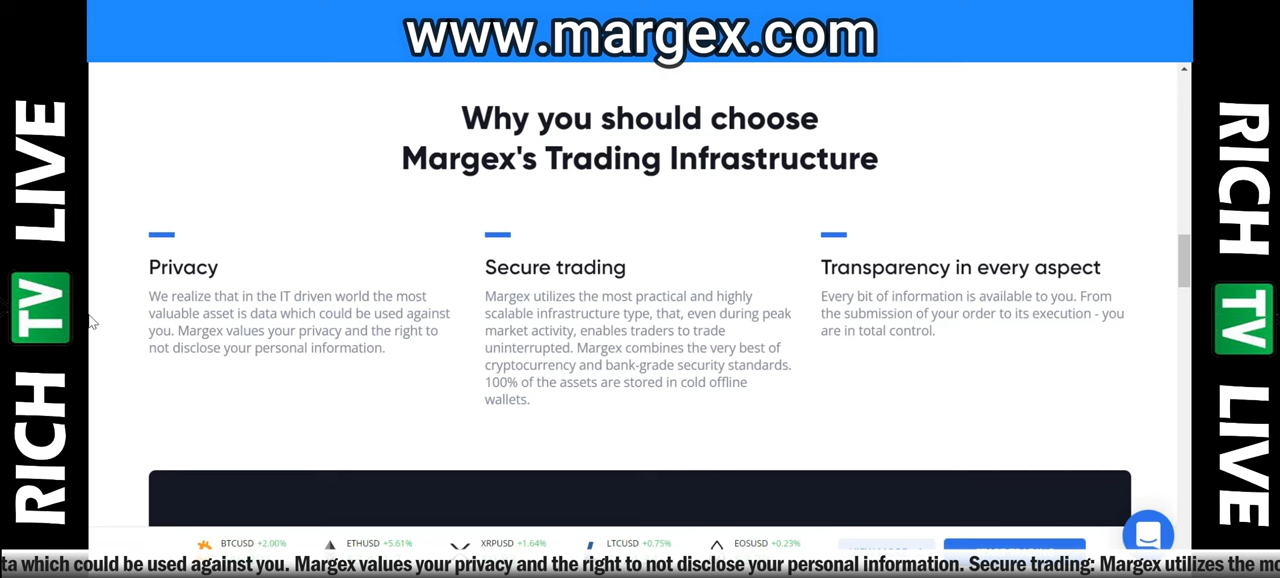 www.margex.com
Why you should choose
Margex's Trading Infrastructure
Privacy
We realize that in the IT driven world the most
valuable asset is data which could be used against
you. Margex values your privacy and the right to
not disclose your personal information.
Secure trading
Margex utilizes the most practical and highly
scalable infrastructure type, that, even during peak
market activity, enables traders to trade
uninterrupted. Margex combines the very best of
cryptocurrency and bank-grade security standards.
100% of the assets are stored in cold offline
wallets.
Transparency in every aspect
Every bit of information is available to you. From
the submission of your order to its execution - you
are in total control.
RICH TV LIVE
RICH TV LIVE
BTCUSD +2.00% ETHUSD +5.61% XRPUSD +1.64% LTCUSD +0.75% EOSUSD +0.23%
ta which could be used against you. Margex values your privacy and the right to not disclose your personal information. Secure trading: Margex utilizes the